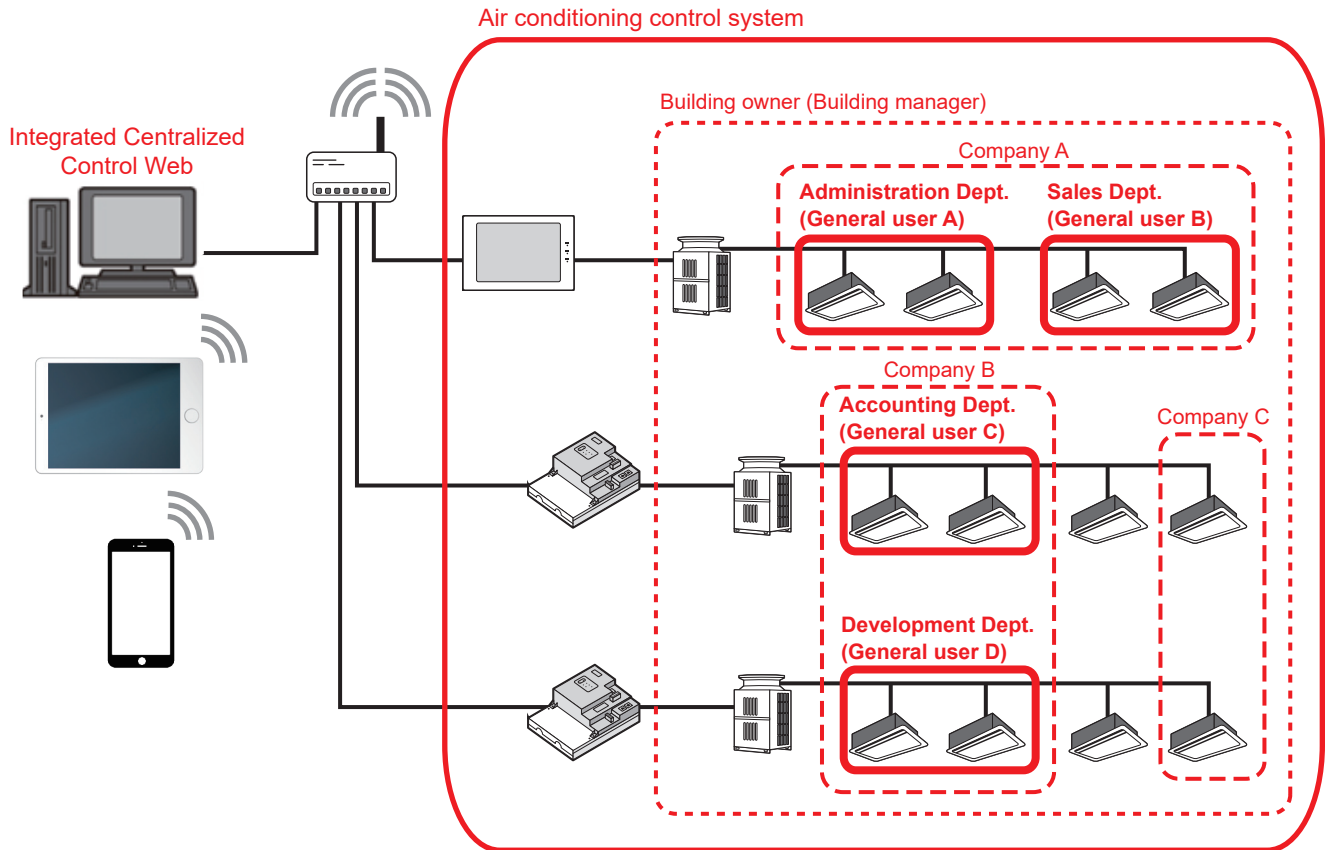 Air conditioning control system
Building owner (Building manager)
Integrated Centralized
Control Web
Company A
Administration Dept.
(General user A)
Sales Dept.
(General user B)
Company B
Accounting Dept.
(General user C)
Company C
Development Dept.
(General user D)